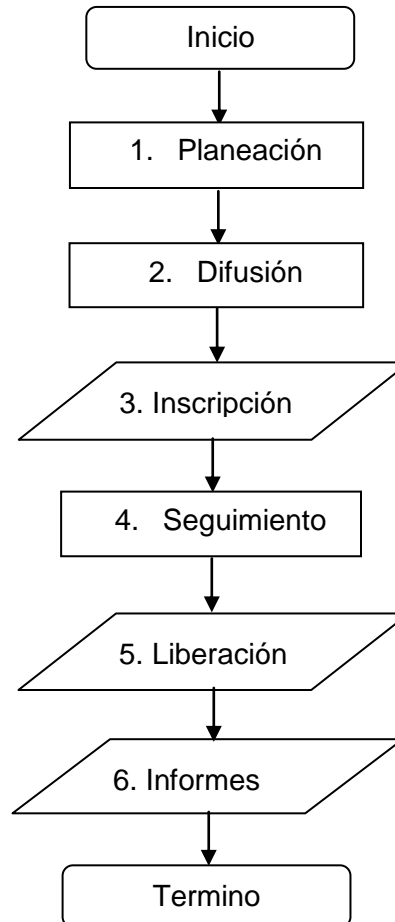 Inicio
1. Planeación
2. Difusión
3. Inscripción
4. Seguimiento
5. Liberación
6. Informes
Termino